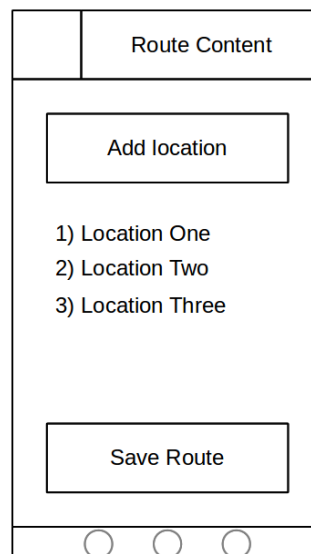 Route Content
Add location
1) Location One
2) Location Two
3) Location Three
Save Route